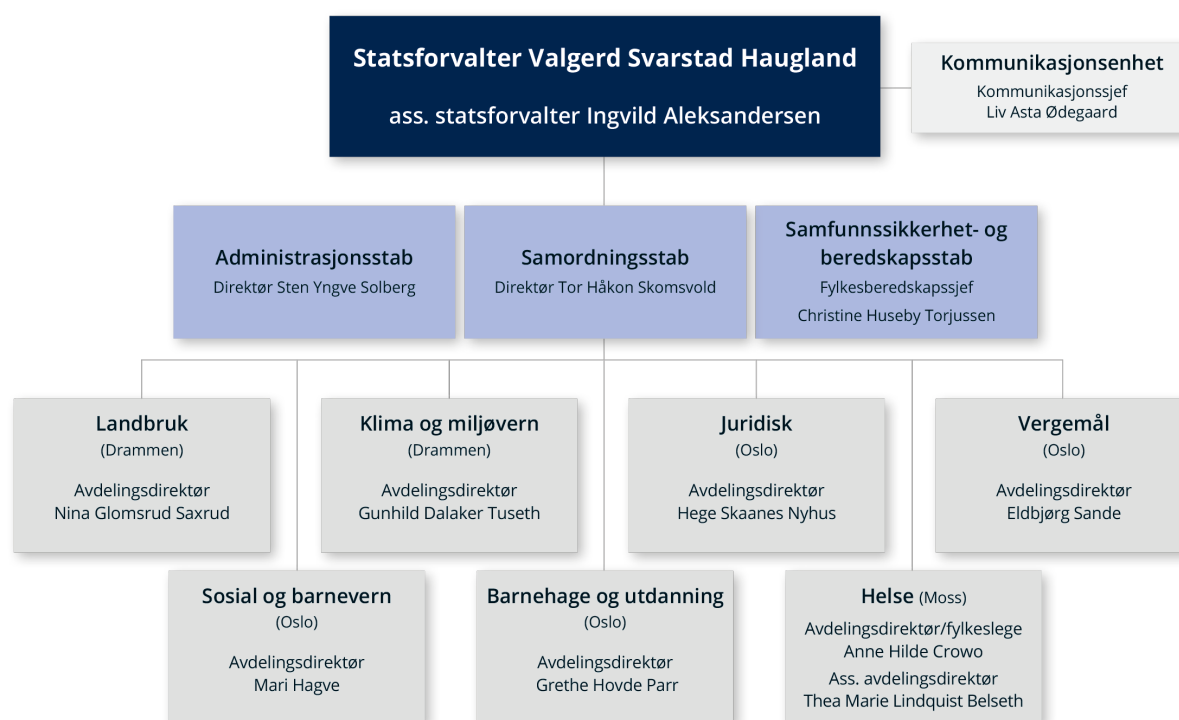 Statsforvalter Valgerd Svarstad Haugland
ass. statsforvalter Ingvild Aleksandersen
Kommunikasjonsenhet
Kommunikasjonssjef
Liv Asta Ødegaard
Administrasjonsstab
Direktør Sten Yngve Solberg
Samordningsstab
Direktør Tor Håkon Skomsvold
Samfunnssikkerhet- og
beredskapsstab
Fylkesberedskapssjef
Christine Huseby Torjussen
Landbruk
(Drammen)
Avdelingsdirektør
Nina Glomsrud Saxrud
Klima og miljøvern
(Drammen)
Avdelingsdirektør
Gunhild Dalaker Tuseth
Juridisk
(Oslo)
Avdelingsdirektør
Hege Skaanes Nyhus
Vergemål
(Oslo)
Avdelingsdirektør
Eldbjørg Sande
Sosial og barnevern
(Oslo)
Avdelingsdirektør
Mari Hagve
Barnehage og utdanning
(Oslo)
Avdelingsdirektør
Grethe Hovde Parr
Helse (Moss)
Avdelingsdirektør/fylkeslege
Anne Hilde Crowo
Ass. avdelingsdirektør
Thea Marie Lindquist Belseth